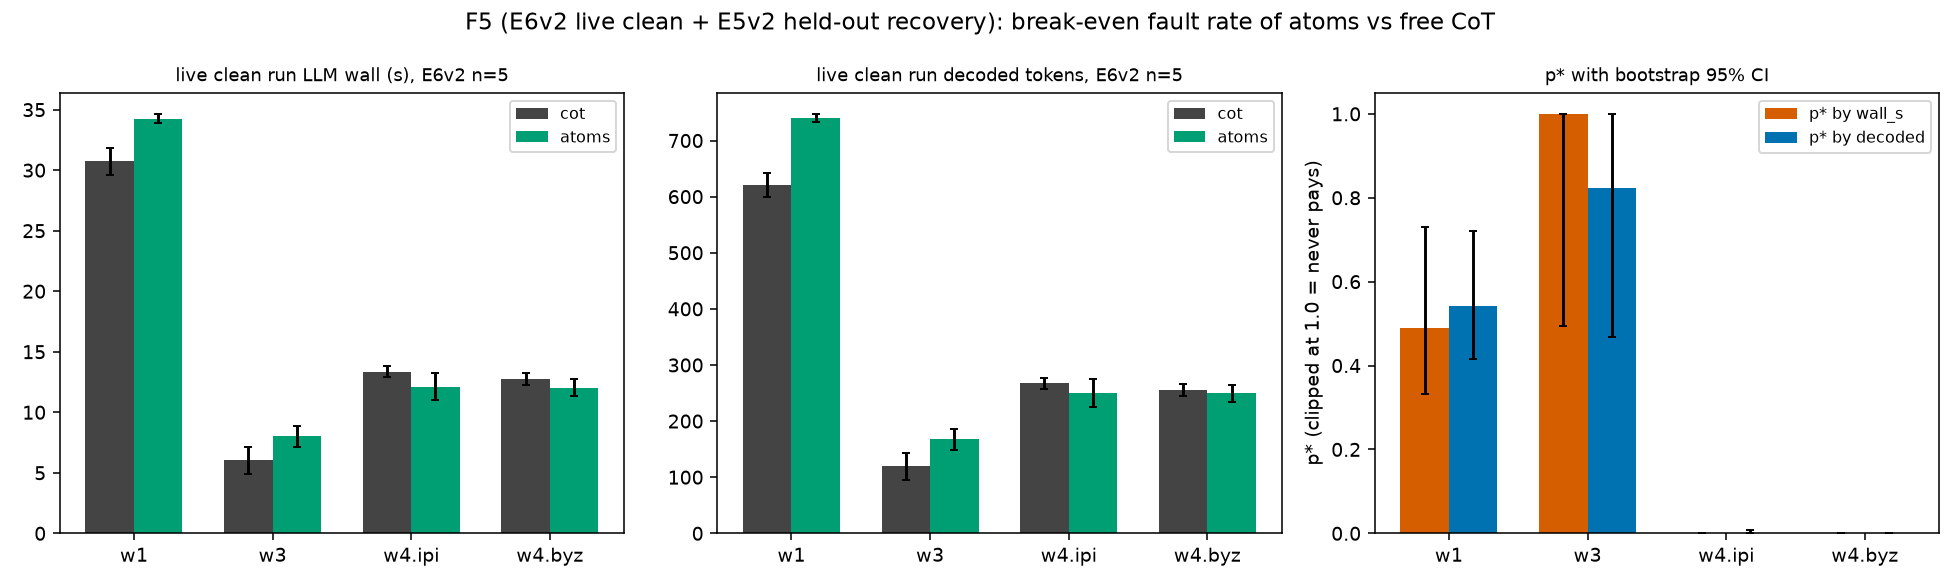 F5 (E6v2 live clean + E5v2 held-out recovery): break-even fault rate of atoms vs free CoT
live clean run LLM wall (s), E6v2 n=5
35
30
25
20
15
10
5
0
cot
atoms
w1
w3
w4.ipi
w4.byz
live clean run decoded tokens, E6v2 n=5
700
600
500
400
300
200
100
0
cot
atoms
w1
w3
w4.ipi
w4.byz
p* with bootstrap 95% CI
p* (clipped at 1.0 = never pays)
1.0
0.8
0.6
0.4
0.2
0.0
p* by wall_s
p* by decoded
w1
w3
w4.ipi
w4.byz